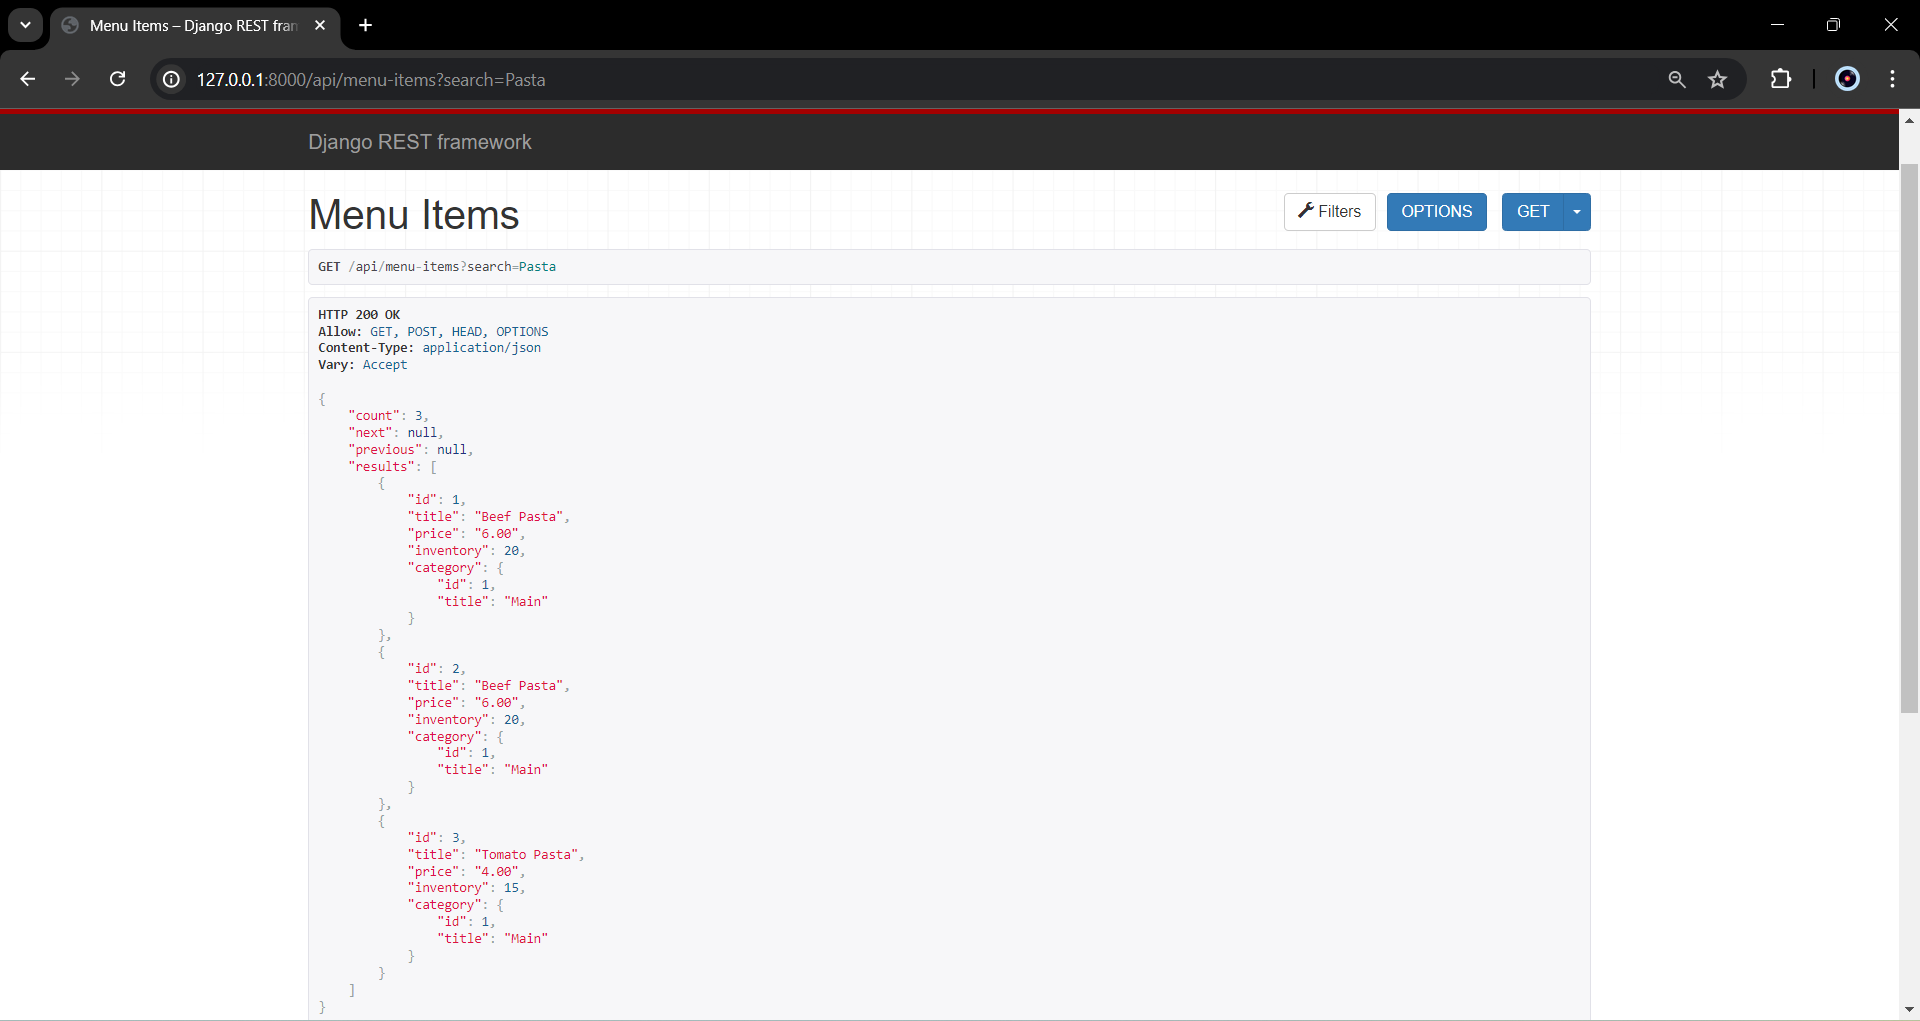 Menu Items – Django REST fran
127.0.0.1:8000/api/menu-items?search=Pasta
Django REST framework
Menu Items
Filters
OPTIONS
GET
GET /api/menu-items?search=Pasta
HTTP 200 OK
Allow: GET, POST, HEAD, OPTIONS
Content-Type: application/json
Vary: Accept
{
    "count": 3,
    "next": null,
    "previous": null,
    "results": [
        {
            "id": 1,
            "title": "Beef Pasta",
            "price": "6.00",
            "inventory": 20,
            "category": {
                "id": 1,
                "title": "Main"
            }
        },
        {
            "id": 2,
            "title": "Beef Pasta",
            "price": "6.00",
            "inventory": 20,
            "category": {
                "id": 1,
                "title": "Main"
            }
        },
        {
            "id": 3,
            "title": "Tomato Pasta",
            "price": "4.00",
            "inventory": 15,
            "category": {
                "id": 1,
                "title": "Main"
            }
        }
    ]
}